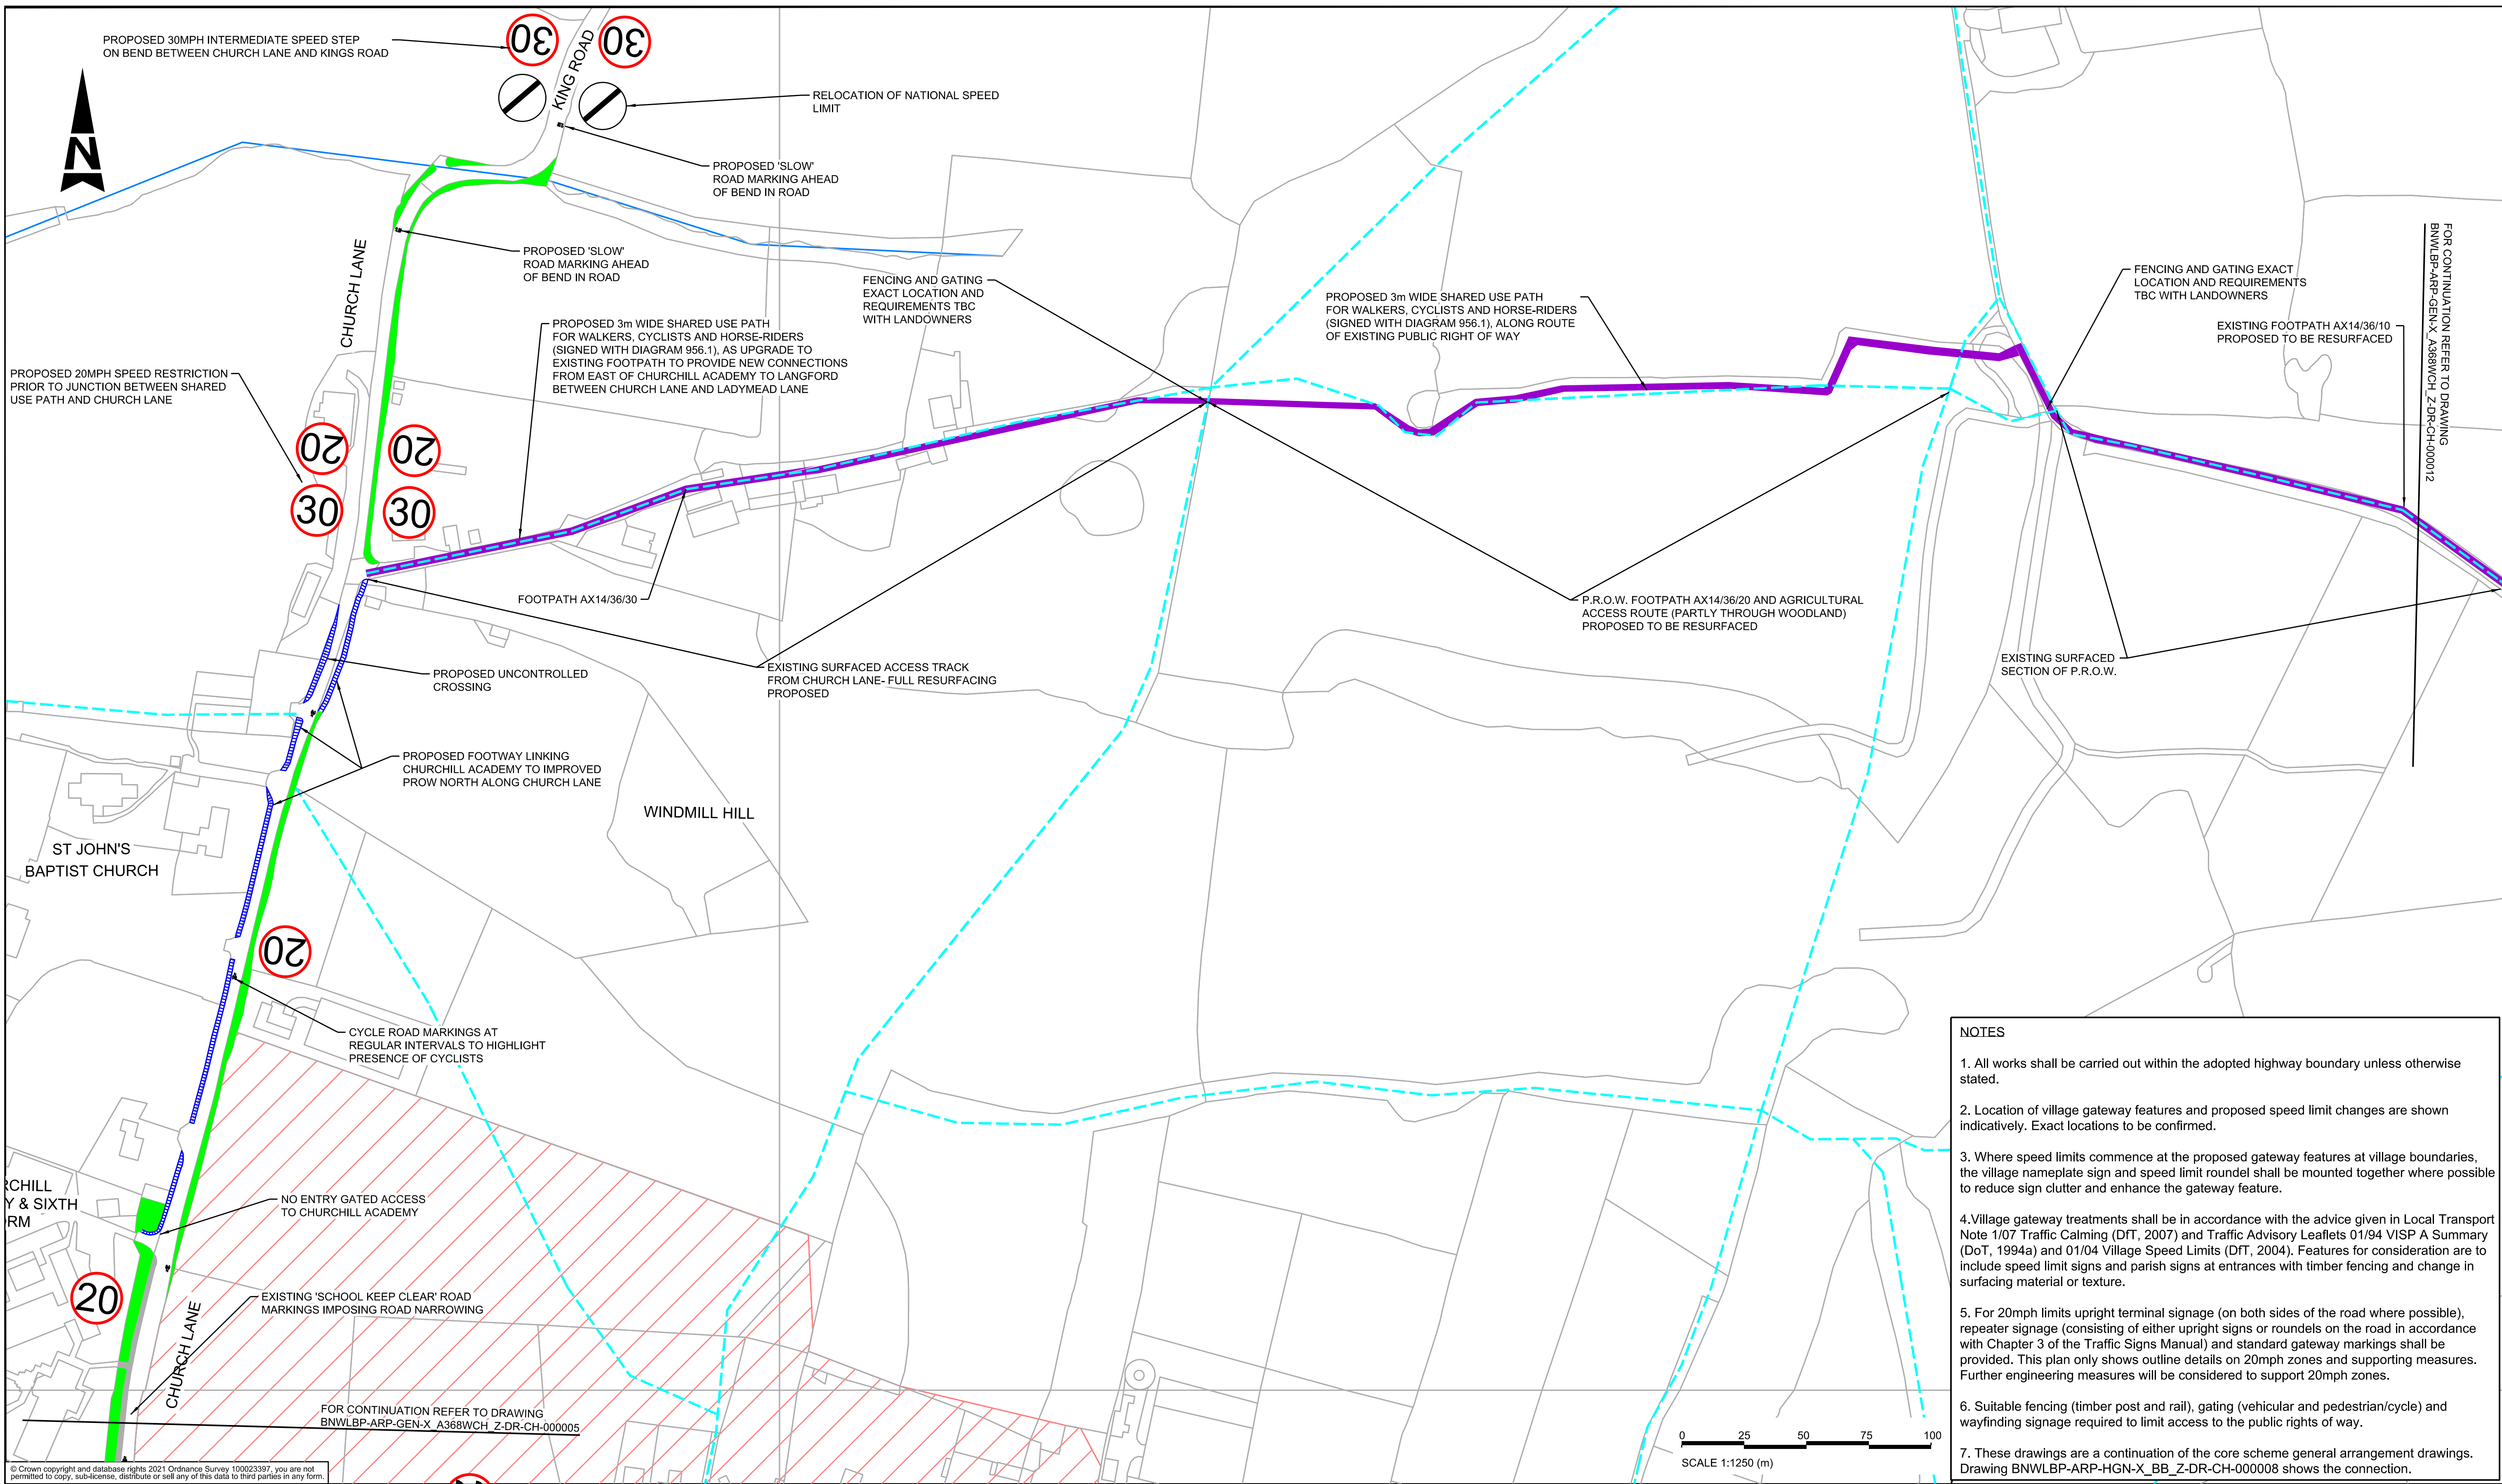 PROPOSED 30MPH INTERMEDIATE SPEED STEP
ON BEND BETWEEN CHURCH LANE AND KINGS ROAD
30
30
KING ROAD
N
RELOCATION OF NATIONAL SPEED
LIMIT
PROPOSED 'SLOW'
ROAD MARKING AHEAD
OF BEND IN ROAD
PROPOSED 'SLOW'
ROAD MARKING AHEAD
OF BEND IN ROAD
CHURCH LANE
FENCING AND GATING
EXACT LOCATION AND
REQUIREMENTS TBC
WITH LANDOWNERS
PROPOSED 3m WIDE SHARED USE PATH
FOR WALKERS, CYCLISTS AND HORSE-RIDERS
(SIGNED WITH DIAGRAM 956.1), ALONG ROUTE
OF EXISTING PUBLIC RIGHT OF WAY
FENCING AND GATING EXACT
LOCATION AND REQUIREMENTS
TBC WITH LANDOWNERS
FOR CONTINUATION REFER TO DRAWING
BNWLBP-ARP-GEN-X_A368WCH_Z-DR-CH-000012
EXISTING FOOTPATH AX14/36/10
PROPOSED TO BE RESURFACED
PROPOSED 3m WIDE SHARED USE PATH
FOR WALKERS, CYCLISTS AND HORSE-RIDERS
(SIGNED WITH DIAGRAM 956.1), AS UPGRADE TO
EXISTING FOOTPATH TO PROVIDE NEW CONNECTIONS
FROM EAST OF CHURCHILL ACADEMY TO LANGFORD
BETWEEN CHURCH LANE AND LADYMEAD LANE
PROPOSED 20MPH SPEED RESTRICTION
PRIOR TO JUNCTION BETWEEN SHARED
USE PATH AND CHURCH LANE
20
20
30
30
FOOTPATH AX14/36/30
P.R.O.W. FOOTPATH AX14/36/20 AND AGRICULTURAL
ACCESS ROUTE (PARTLY THROUGH WOODLAND)
PROPOSED TO BE RESURFACED
EXISTING SURFACED
SECTION OF P.R.O.W.
EXISTING SURFACED ACCESS TRACK
FROM CHURCH LANE- FULL RESURFACING
PROPOSED
PROPOSED UNCONTROLLED
CROSSING
PROPOSED FOOTWAY LINKING
CHURCHILL ACADEMY TO IMPROVED
PROW NORTH ALONG CHURCH LANE
WINDMILL HILL
ST JOHN'S
BAPTIST CHURCH
20
CYCLE ROAD MARKINGS AT
REGULAR INTERVALS TO HIGHLIGHT
PRESENCE OF CYCLISTS
RCHILL
Y & SIXTH
RM
NO ENTRY GATED ACCESS
TO CHURCHILL ACADEMY
20
EXISTING 'SCHOOL KEEP CLEAR' ROAD
MARKINGS IMPOSING ROAD NARROWING
CHURCH LANE
FOR CONTINUATION REFER TO DRAWING
BNWLBP-ARP-GEN-X_A368WCH_Z-DR-CH-000005
© Crown copyright and database rights 2021 Ordnance Survey 100023397, you are not
permitted to copy, sub-license, distribute or sell any of this data to third parties in any form.
0 25 50 75 100
SCALE 1:1250 (m)
NOTES
1. All works shall be carried out within the adopted highway boundary unless otherwise
stated.
2. Location of village gateway features and proposed speed limit changes are shown
indicatively. Exact locations to be confirmed.
3. Where speed limits commence at the proposed gateway features at village boundaries,
the village nameplate sign and speed limit roundel shall be mounted together where possible
to reduce sign clutter and enhance the gateway feature.
4.Village gateway treatments shall be in accordance with the advice given in Local Transport
Note 1/07 Traffic Calming (DfT, 2007) and Traffic Advisory Leaflets 01/94 VISP A Summary
(DoT, 1994a) and 01/04 Village Speed Limits (DfT, 2004). Features for consideration are to
include speed limit signs and parish signs at entrances with timber fencing and change in
surfacing material or texture.
5. For 20mph limits upright terminal signage (on both sides of the road where possible),
repeater signage (consisting of either upright signs or roundels on the road in accordance
with Chapter 3 of the Traffic Signs Manual) and standard gateway markings shall be
provided. This plan only shows outline details on 20mph zones and supporting measures.
Further engineering measures will be considered to support 20mph zones.
6. Suitable fencing (timber post and rail), gating (vehicular and pedestrian/cycle) and
wayfinding signage required to limit access to the public rights of way.
7. These drawings are a continuation of the core scheme general arrangement drawings.
Drawing BNWLBP-ARP-HGN-X_BB_Z-DR-CH-000008 shows the connection.